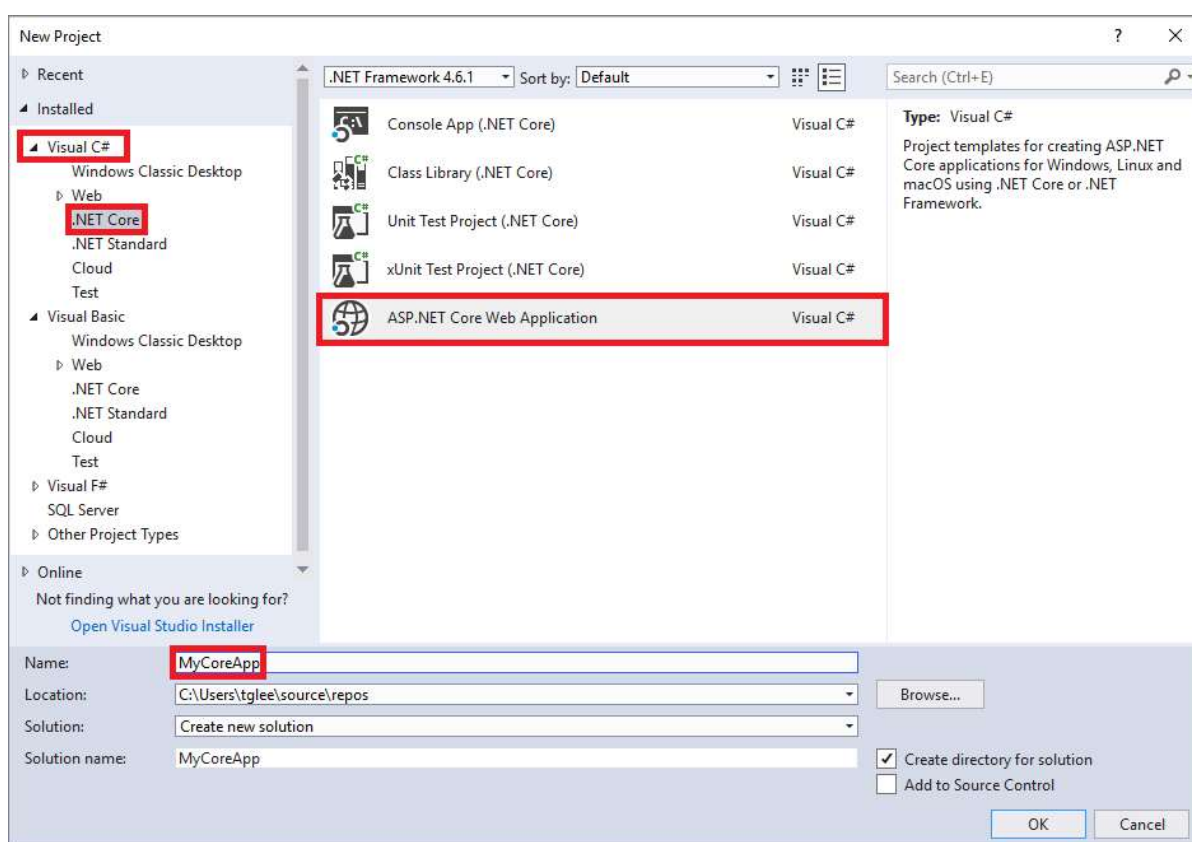 New Project
?
Recent
Installed
Visual C#
Windows Classic Desktop
Web
.NET Core
.NET Standard
Cloud
Test
Visual Basic
Windows Classic Desktop
Web
.NET Core
.NET Standard
Cloud
Test
Visual F#
SQL Server
Other Project Types
Online
Not finding what you are looking for?
Open Visual Studio Installer
.NET Framework 4.6.1 Sort by: Default
Console App (.NET Core) Visual C#
Class Library (.NET Core) Visual C#
Unit Test Project (.NET Core) Visual C#
xUnit Test Project (.NET Core) Visual C#
ASP.NET Core Web Application Visual C#
Search (Ctrl+E)
Type: Visual C#
Project templates for creating ASP.NET
Core applications for Windows, Linux and
macOS using .NET Core or .NET
Framework.
Name: MyCoreApp
Location: C:\Users\tglee\source\repos
Browse...
Solution: Create new solution
Solution name: MyCoreApp
Create directory for solution
Add to Source Control
OK Cancel